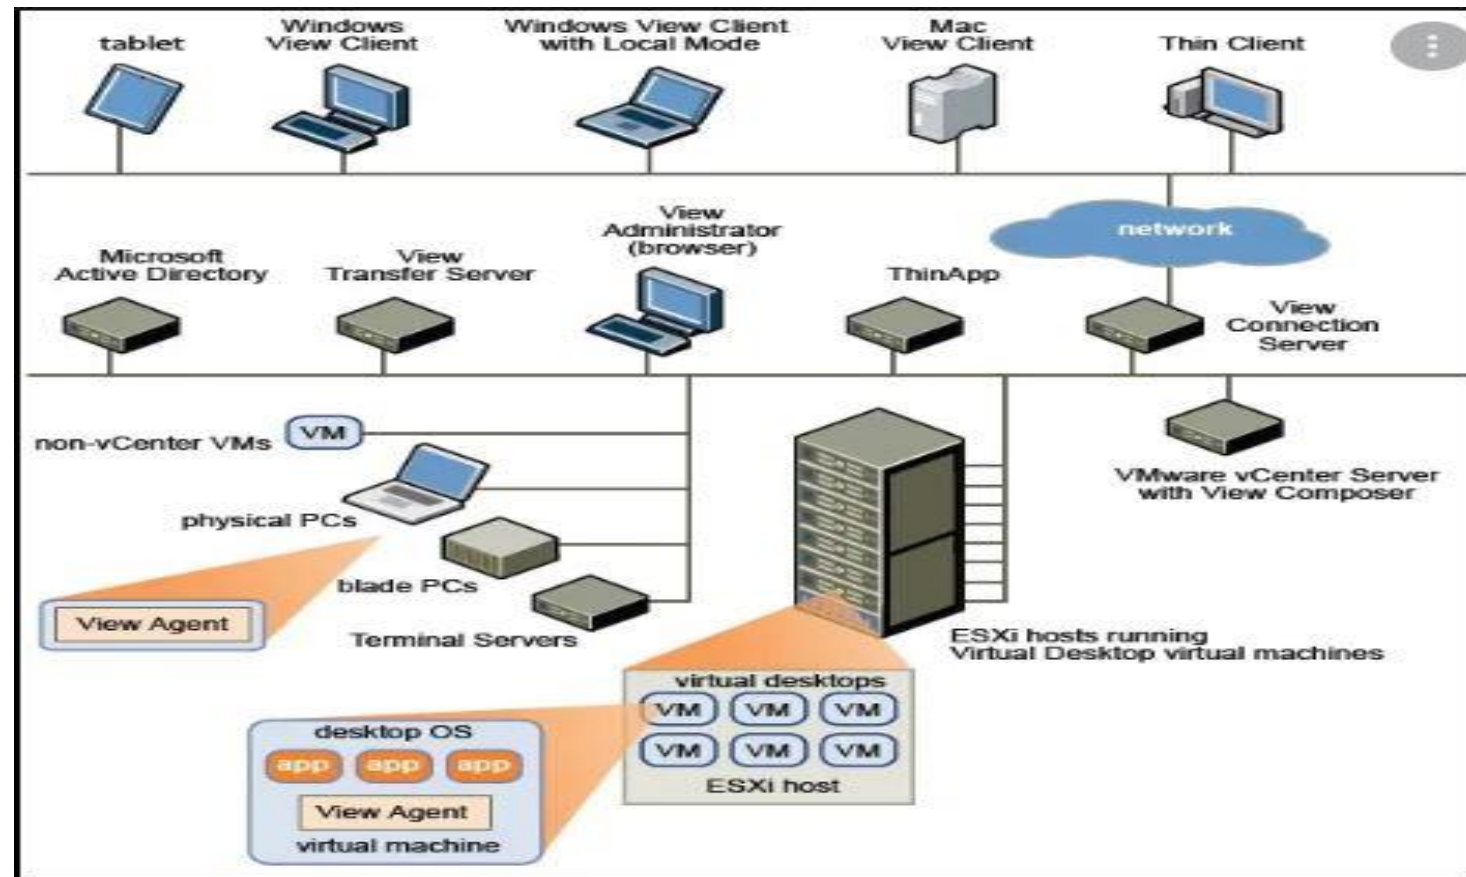 tablet
Windows
View Client
Windows View Client
with Local Mode
Mac
View Client
Thin Client
network
Microsoft
Active Directory
View
Transfer Server
View
Administrator
(browser)
ThinApp
View
Connection
Server
non-vCenter VMs
VM
physical PCs
blade PCs
Terminal Servers
View Agent
VMware vCenter Server
with View Composer
ESXi hosts running
Virtual Desktop virtual machines
virtual desktops
VM VM VM
VM VM VM
ESXi host
desktop OS
app app app
View Agent
virtual machine